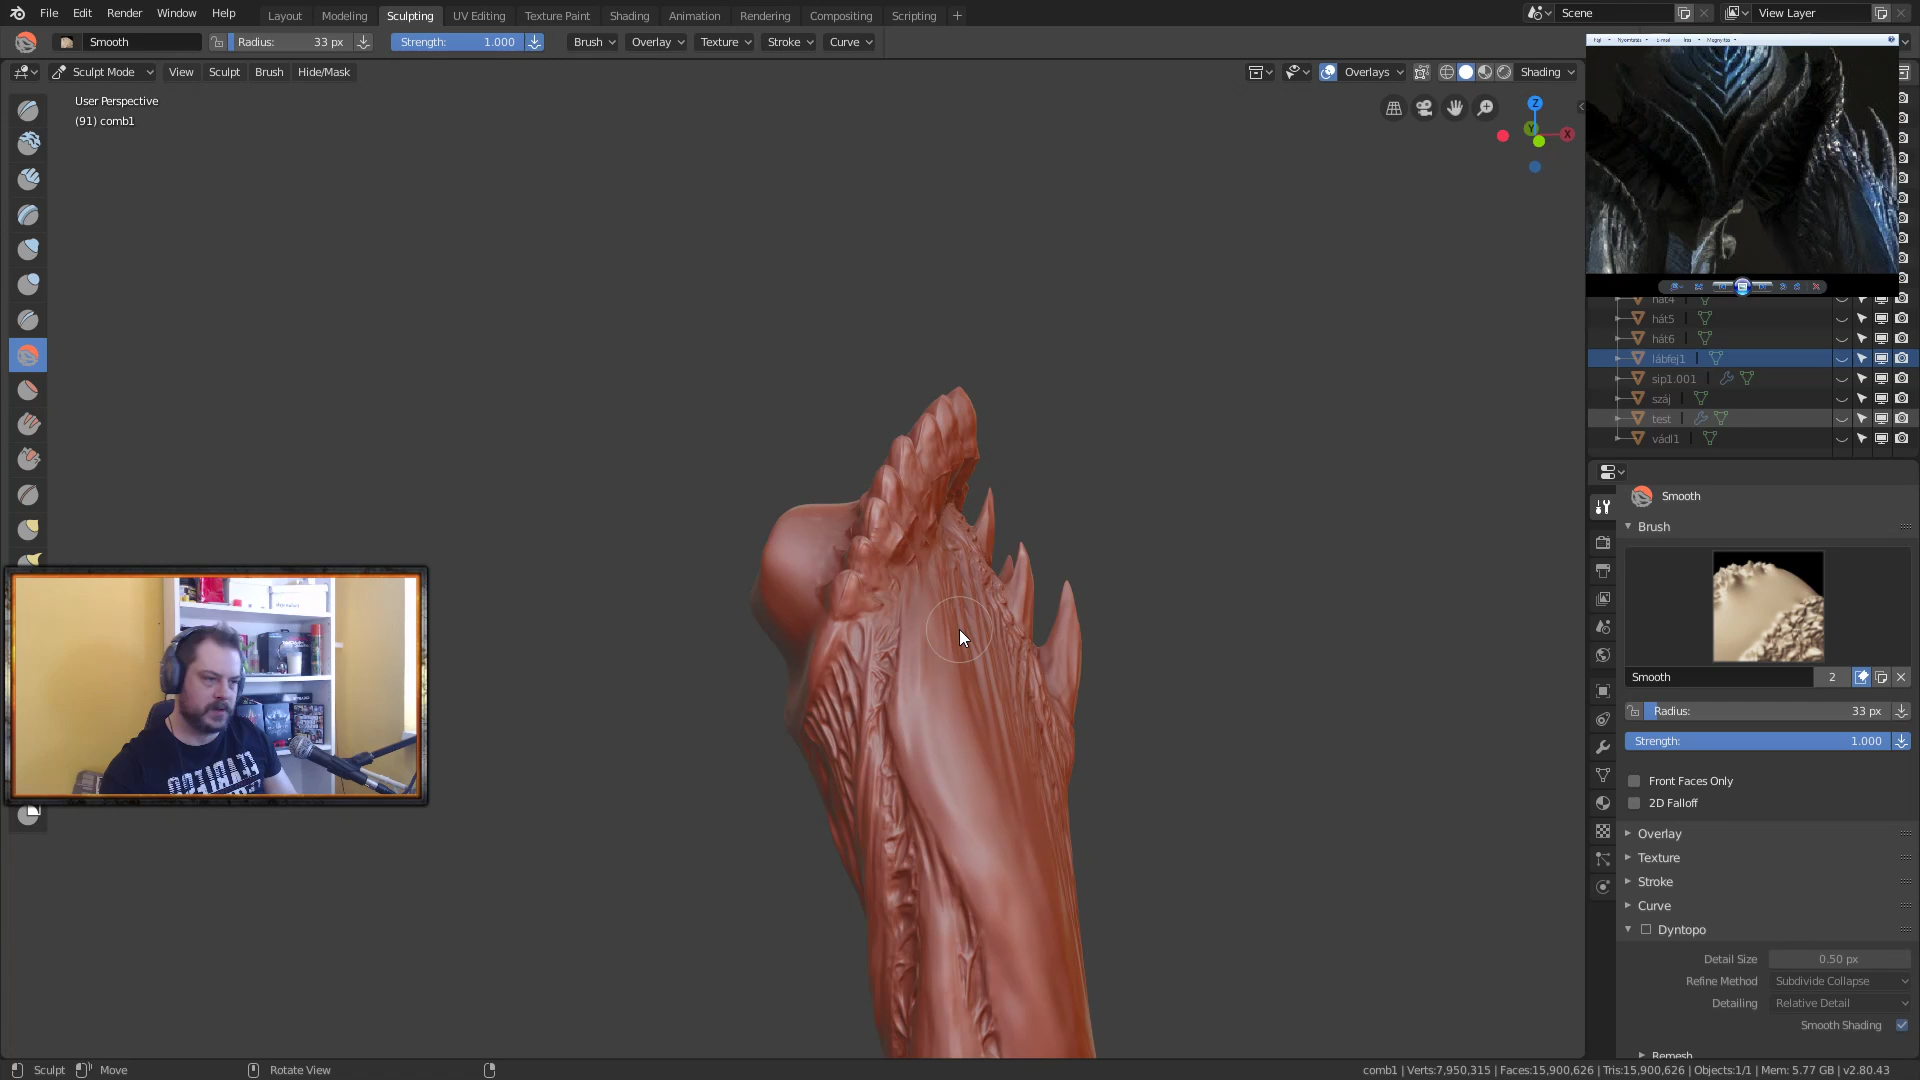 File Edit Render Window Help
Layout Modeling Sculpting UV Editing Texture Paint Shading Animation Rendering Compositing Scripting +
Scene
View Layer
Smooth Radius: 33 px Strength: 1.000 Brush Overlay Texture Stroke Curve
Sculpt Mode View Sculpt Brush Hide/Mask
Overlays Shading
User Perspective
(91) comb1
Z
Y
X
hát4
hát5
hát6
lábfej1
sip1.001
száj
test
vádl1
Smooth
Brush
Smooth 2
Radius: 33 px
Strength: 1.000
Front Faces Only
2D Falloff
Overlay
Texture
Stroke
Curve
Dyntopo
Detail Size 0.50 px
Refine Method Subdivide Collapse
Detailing Relative Detail
Smooth Shading
Remesh
Sculpt Move Rotate View
comb1 | Verts:7,950,315 | Faces:15,900,626 | Tris:15,900,626 | Objects:1/1 | Mem: 5.77 GB | v2.80.43